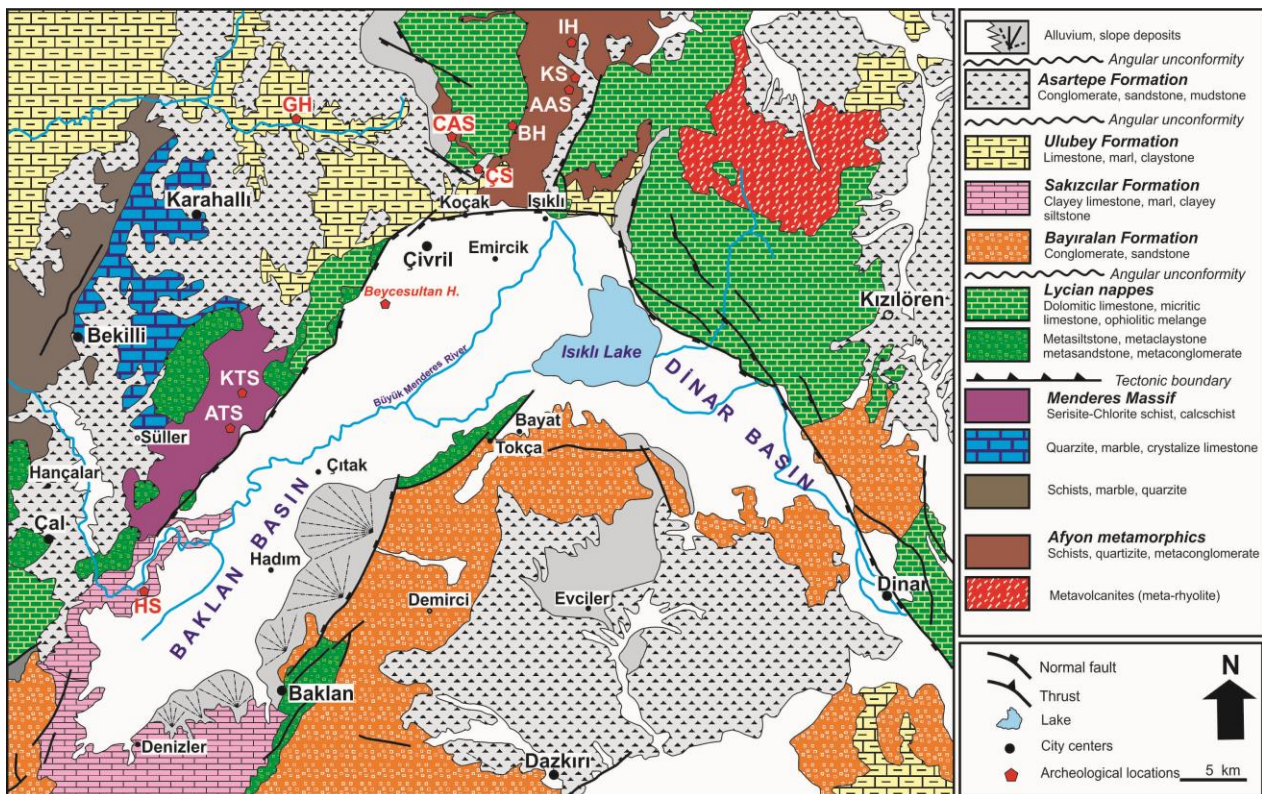 IH
KS
GH
AAS
CAS
BH
ÇS
Karahallı
Koçak
Işıklı
Çivril
Emircik
Beycesultan H.
Kızılören
Bekilli
Isıklı Lake
KTS
Büyük Menderes River
ATS
DİNAR BASIN
Süller
Bayat
Tokça
Hançalar
Çıtak
Çal
BAKLAN BASIN
Hadım
HS
Demirci
Evciler
Dinar
Baklan
Denizler
Dazkırı
Alluvium, slope deposits
Angular unconformity
Asartepe Formation
Conglomerate, sandstone, mudstone
Angular unconformity
Ulubey Formation
Limestone, marl, claystone
Sakızcılar Formation
Clayey limestone, marl, clayey
siltstone
Bayıralan Formation
Conglomerate, sandstone
Angular unconformity
Lycian nappes
Dolomitic limestone, micritic
limestone, ophiolitic melange
Metasiltstone, metaclaystone
metasandstone, metaconglomerate
Tectonic boundary
Menderes Massif
Serisite-Chlorite schist, calcschist
Quartzite, marble, crystalize limestone
Schists, marble, quarzite
Afyon metamorphics
Schists, quartizite, metaconglomerate
Metavolcanites (meta-rhyolite)
Normal fault
Thrust
Lake
City centers
Archeological locations
N
5 km